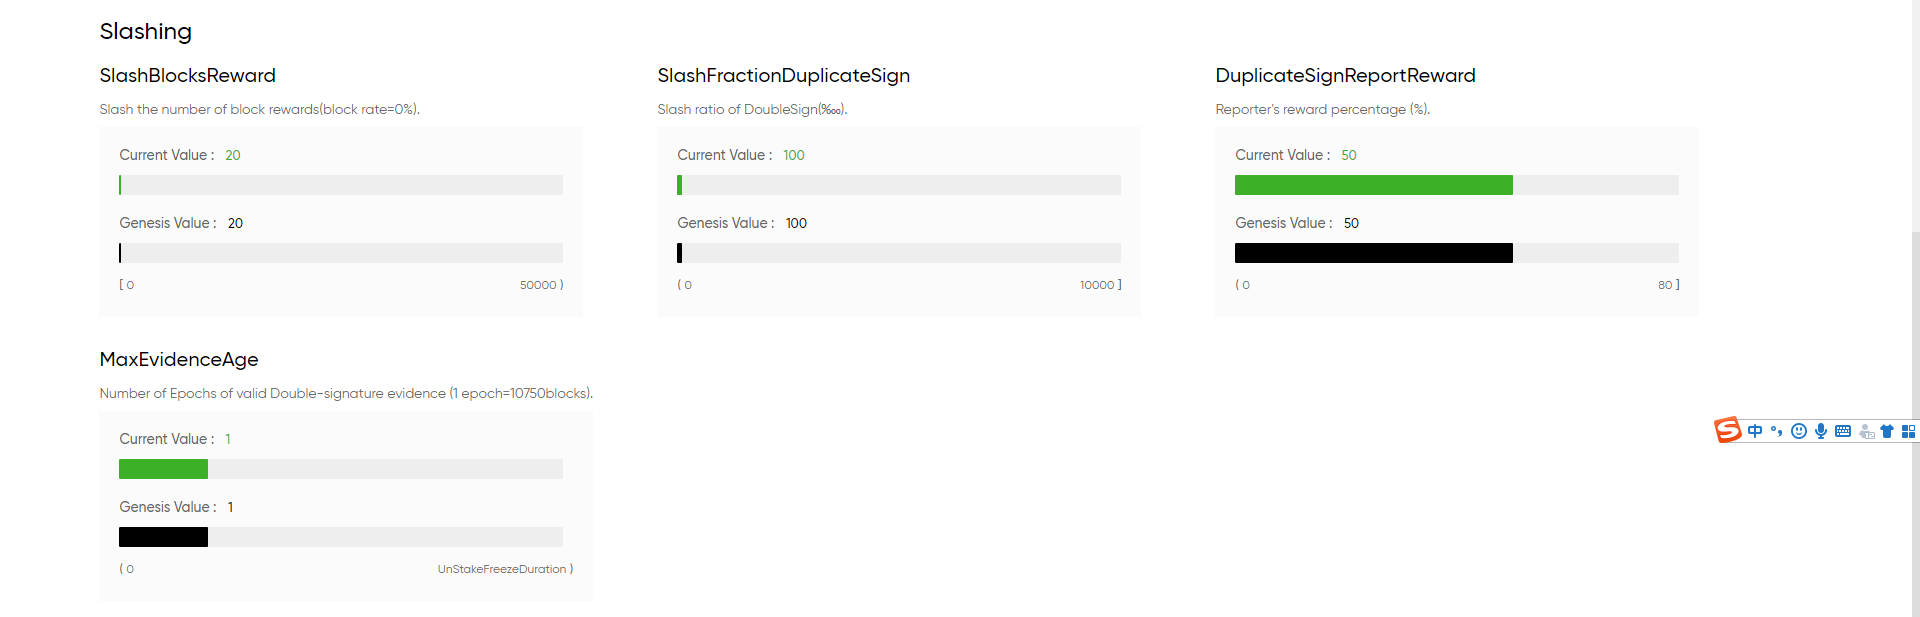 Slashing
SlashBlocksReward
Slash the number of block rewards(block rate=0%).
Current Value : 20
Genesis Value : 20
[ 0 50000 )
SlashFractionDuplicateSign
Slash ratio of DoubleSign(‱).
Current Value : 100
Genesis Value : 100
( 0 10000 ]
DuplicateSignReportReward
Reporter's reward percentage (%).
Current Value : 50
Genesis Value : 50
( 0 80 ]
MaxEvidenceAge
Number of Epochs of valid Double-signature evidence (1 epoch=10750blocks).
Current Value : 1
Genesis Value : 1
( 0 UnStakeFreezeDuration )
S 中